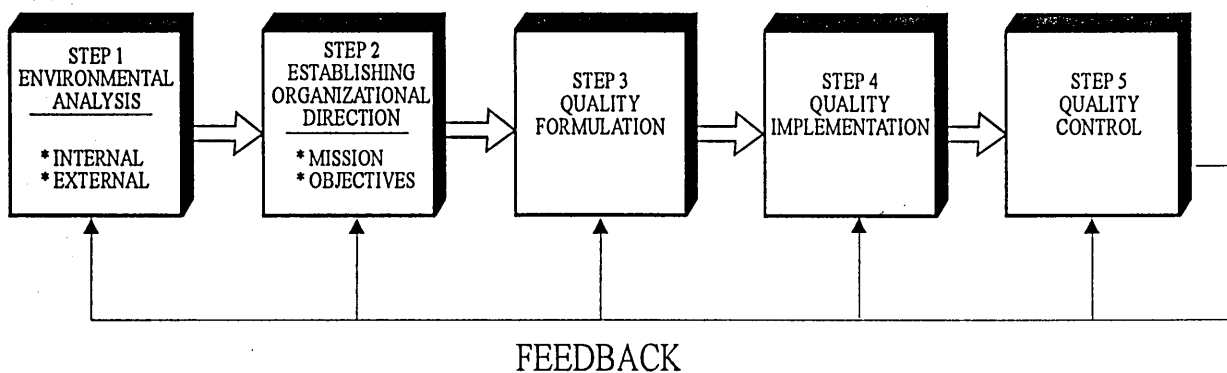 STEP 1
ENVIRONMENTAL
ANALYSIS
* INTERNAL
* EXTERNAL
STEP 2
ESTABLISHING
ORGANIZATIONAL
DIRECTION
* MISSION
* OBJECTIVES
STEP 3
QUALITY
FORMULATION
STEP 4
QUALITY
IMPLEMENTATION
STEP 5
QUALITY
CONTROL
FEEDBACK